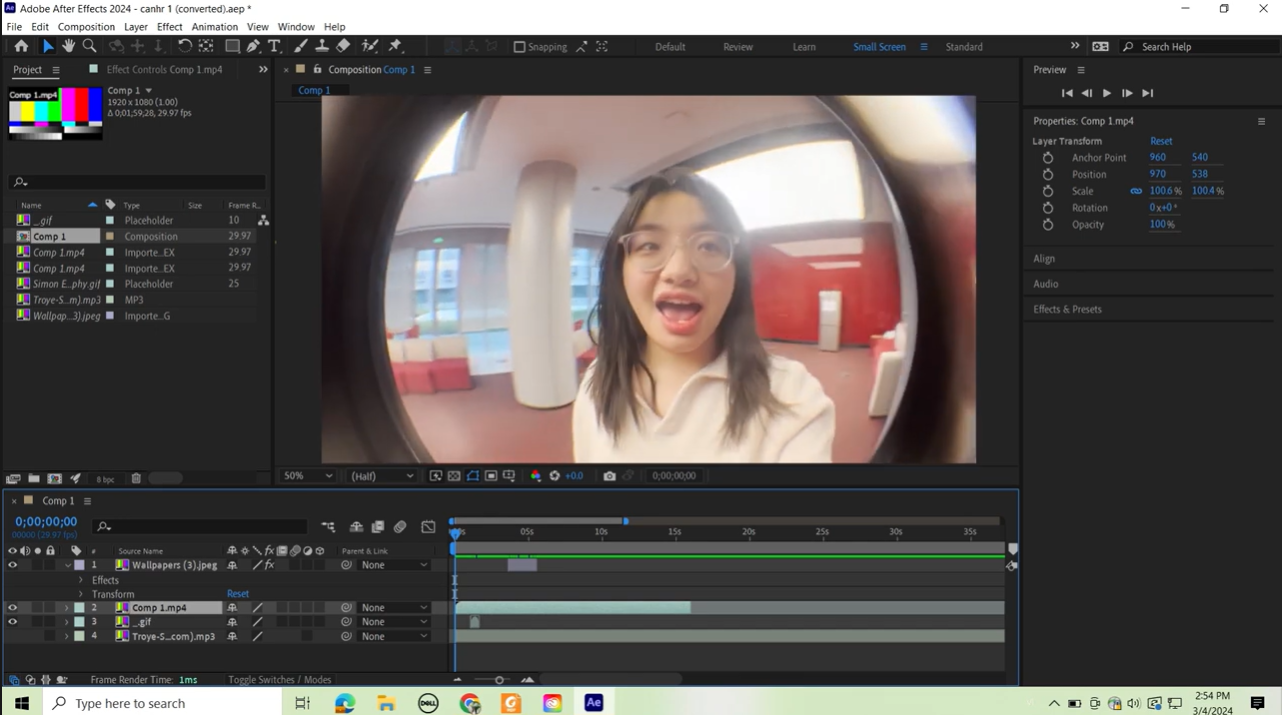 Adobe After Effects 2024 - canhr 1 (converted).aep *
File Edit Composition Layer Effect Animation View Window Help
Snapping Default Review Learn Small Screen Standard Search Help
Project Effect Controls Comp 1.mp4
Composition Comp 1
Preview
Comp 1
1920 x 1080 (1.00)
Δ 0;01;59;28, 29.97 fps
Comp 1.mp4
Comp 1
Properties: Comp 1.mp4
Layer Transform Reset
Anchor Point 960 540
Position 970 538
Scale 100.6 % 100.4 %
Rotation 0x+0°
Opacity 100 %
Align
Audio
Effects & Presets
Name Type Size Frame R...
_.gif Placeholder 10
Comp 1 Composition 29.97
Comp 1.mp4 Importe...EX 29.97
Comp 1.mp4 Importe...EX 29.97
Simon E...phy.gif Placeholder 25
Troye-S...m).mp3 MP3
Wallpap...3).jpeg Importe...G
8 bpc
50% (Half) +0.0 0;00;00;00
Comp 1
0;00;00;00
00000 (29.97 fps)
05s 10s 15s 20s 25s 30s 35s
# Source Name Parent & Link
1 Wallpapers (3).jpeg None
Effects
Transform Reset
2 Comp 1.mp4 None
3 _.gif None
4 Troye-S...com).mp3 None
Frame Render Time: 1ms Toggle Switches / Modes
Type here to search
DELL
Ae
2:54 PM
3/4/2024